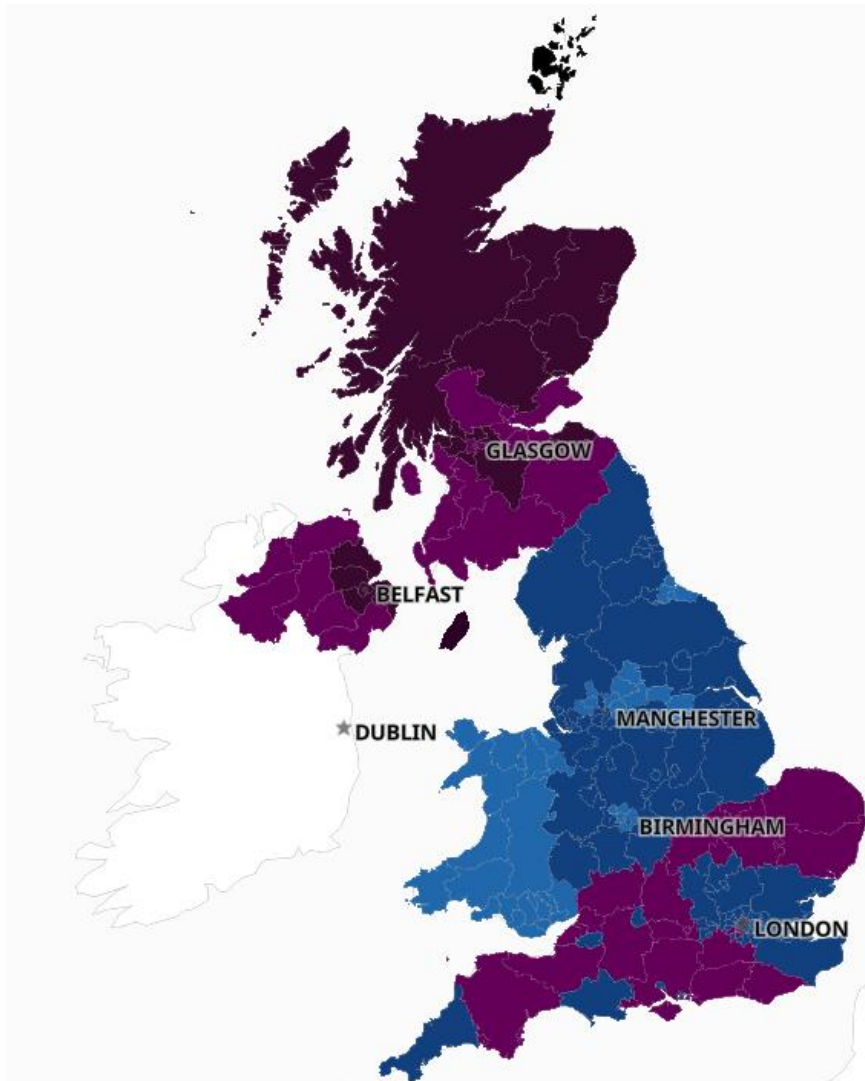 GLASGOW
BELFAST
DUBLIN
MANCHESTER
BIRMINGHAM
LONDON